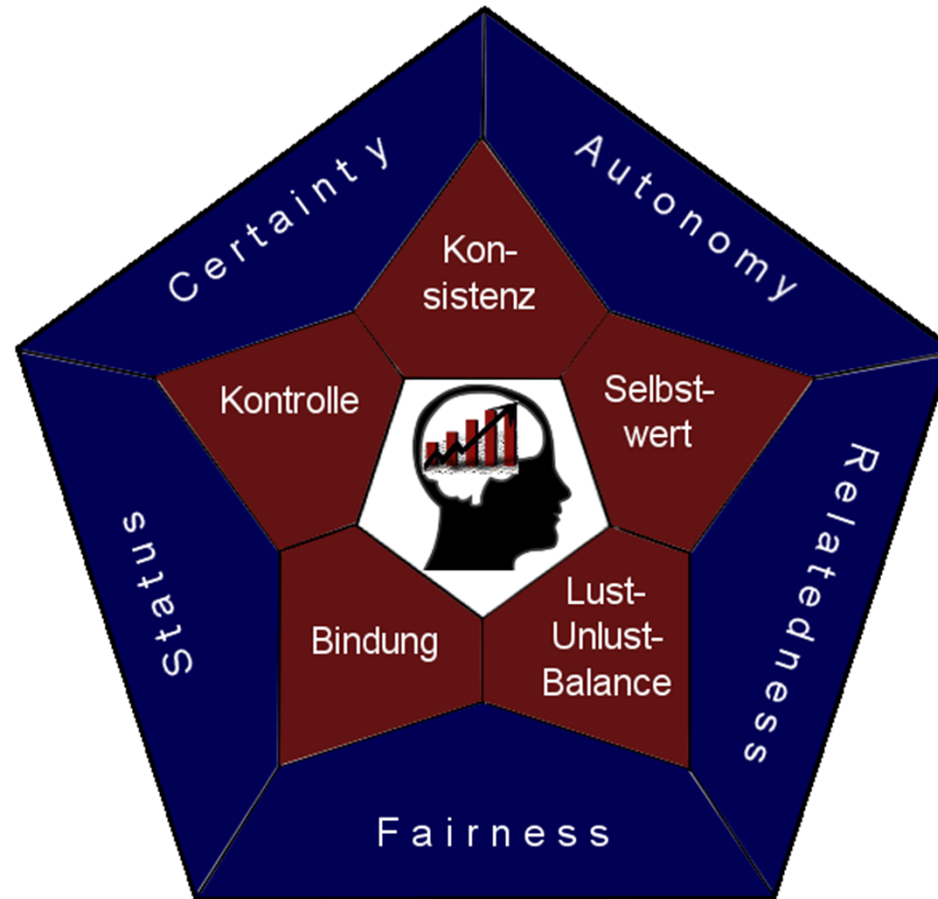 Certainty
Autonomy
Kon-
sistenz
Kontrolle
Selbst-
wert
Status
Relatedness
Bindung
Lust-
Unlust-
Balance
Fairness